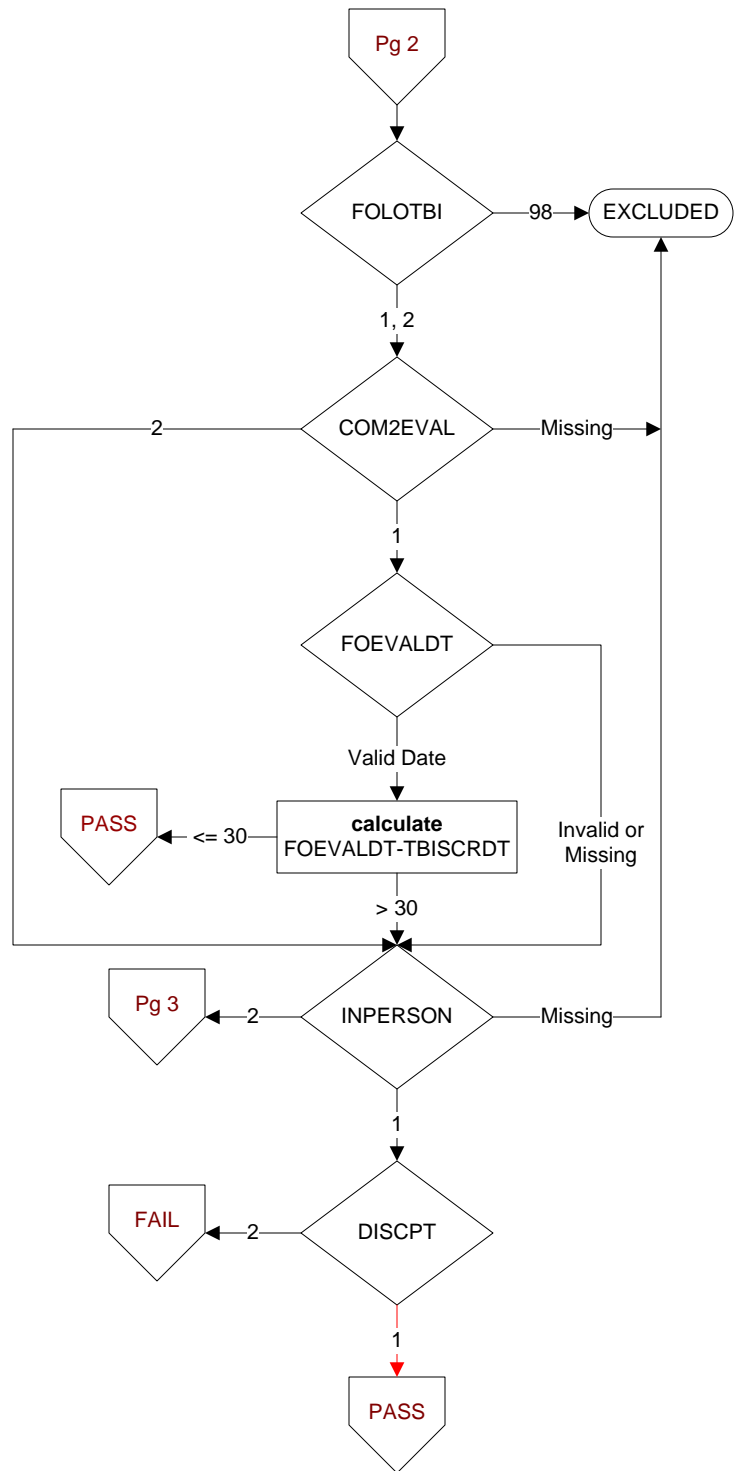 Pg 2
FOLOTBI
98
EXCLUDED
1, 2
2
COM2EVAL
Missing
1
FOEVALDT
Valid Date
Invalid or
Missing
PASS
<= 30
calculate
FOEVALDT-TBISCRDT
> 30
Pg 3
2
INPERSON
Missing
1
FAIL
2
DISCPT
1
PASS